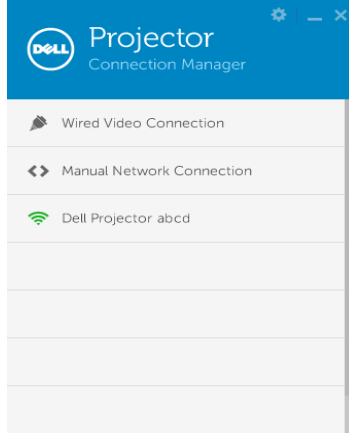 DELL
Projector
Connection Manager
Wired Video Connection
Manual Network Connection
Dell Projector abcd